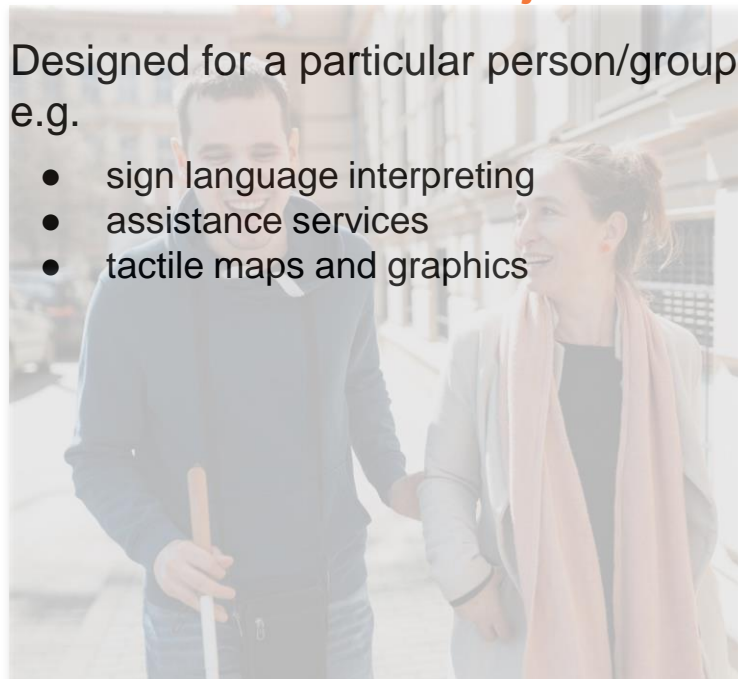 Designed for a particular person/group
e.g.
● sign language interpreting
● assistance services
● tactile maps and graphics